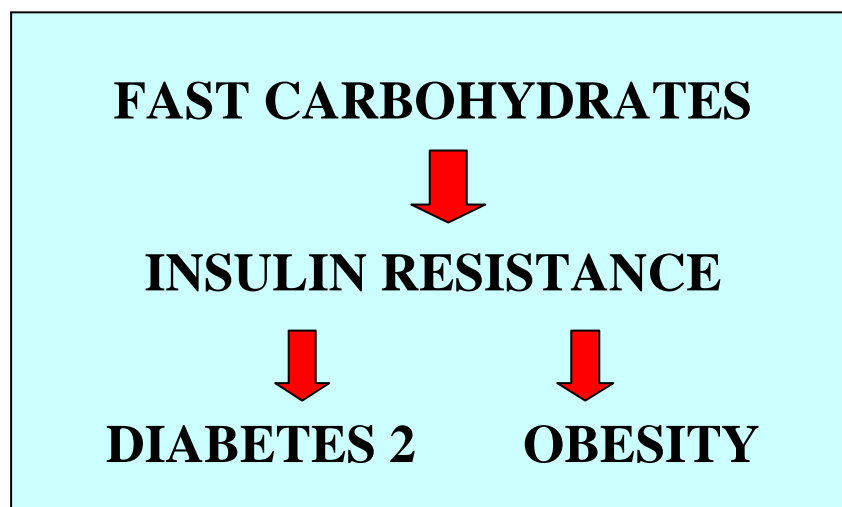 FAST CARBOHYDRATES
INSULIN RESISTANCE
DIABETES 2 OBESITY